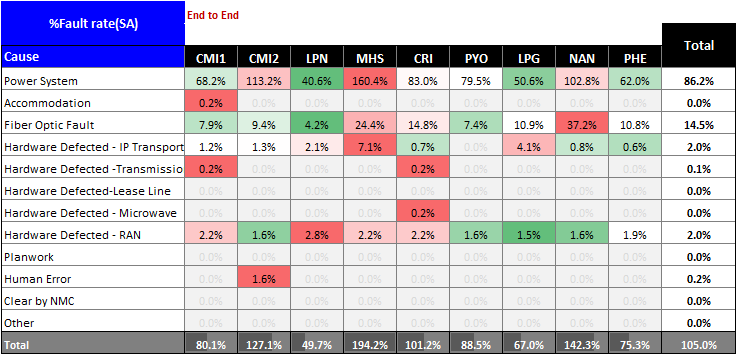 %Fault rate(SA)
End to End
Cause CMI1 CMI2 LPN MHS CRI PYO LPG NAN PHE Total
Power System 68.2% 113.2% 40.6% 160.4% 83.0% 79.5% 50.6% 102.8% 62.0% 86.2%
Accommodation 0.2% 0.0% 0.0% 0.0% 0.0% 0.0% 0.0% 0.0% 0.0% 0.0%
Fiber Optic Fault 7.9% 9.4% 4.2% 24.4% 14.8% 7.4% 10.9% 37.2% 10.8% 14.5%
Hardware Defected - IP Transport 1.2% 1.3% 2.1% 7.1% 0.7% 0.0% 4.1% 0.8% 0.6% 2.0%
Hardware Defected -Transmissio 0.2% 0.0% 0.0% 0.0% 0.2% 0.0% 0.0% 0.0% 0.0% 0.1%
Hardware Defected-Lease Line 0.0% 0.0% 0.0% 0.0% 0.0% 0.0% 0.0% 0.0% 0.0% 0.0%
Hardware Defected - Microwave 0.0% 0.0% 0.0% 0.0% 0.2% 0.0% 0.0% 0.0% 0.0% 0.0%
Hardware Defected - RAN 2.2% 1.6% 2.8% 2.2% 2.2% 1.6% 1.5% 1.6% 1.9% 2.0%
Planwork 0.0% 0.0% 0.0% 0.0% 0.0% 0.0% 0.0% 0.0% 0.0% 0.0%
Human Error 0.0% 1.6% 0.0% 0.0% 0.0% 0.0% 0.0% 0.0% 0.0% 0.2%
Clear by NMC 0.0% 0.0% 0.0% 0.0% 0.0% 0.0% 0.0% 0.0% 0.0% 0.0%
Other 0.0% 0.0% 0.0% 0.0% 0.0% 0.0% 0.0% 0.0% 0.0% 0.0%
Total 80.1% 127.1% 49.7% 194.2% 101.2% 88.5% 67.0% 142.3% 75.3% 105.0%